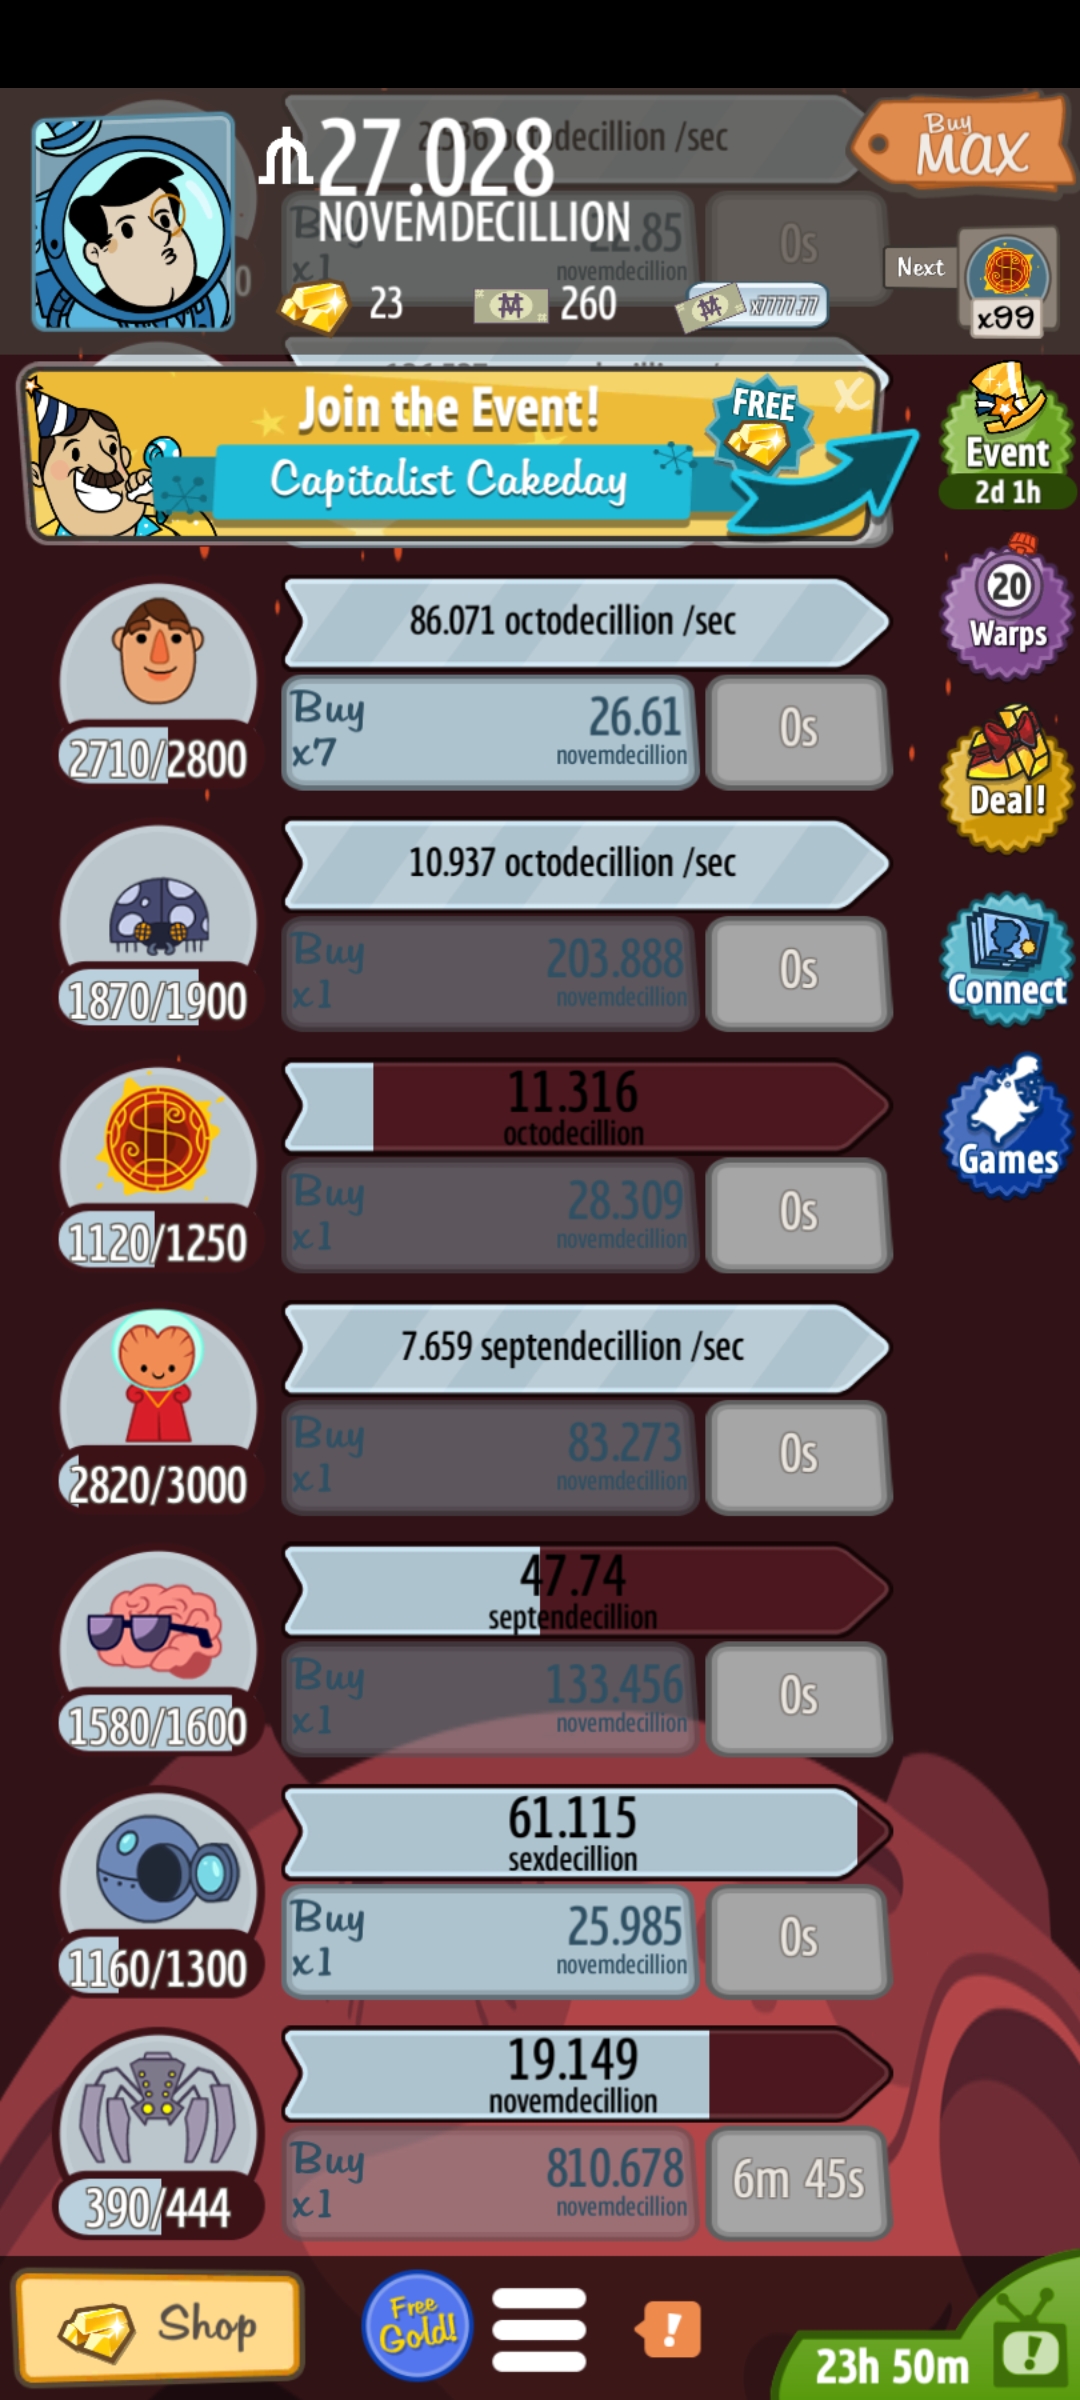 2.536 octodecillion /sec
27.028
NOVEMDECILLION
Buy
MAX
Buy
x1
22.85
novemdecillion
0s
Next
x99
23
260
x7777.77
Join the Event!
Capitalist Cakeday
FREE
X
Event
2d 1h
86.071 octodecillion /sec
Buy
x7
26.61
novemdecillion
0s
2710/2800
20
Warps
10.937 octodecillion /sec
Buy
x1
203.888
novemdecillion
0s
1870/1900
Deal!
11.316
octodecillion
Buy
x1
28.309
novemdecillion
0s
1120/1250
Connect
Games
7.659 septendecillion /sec
Buy
x1
83.273
novemdecillion
0s
2820/3000
47.74
septendecillion
Buy
x1
133.456
novemdecillion
0s
1580/1600
61.115
sexdecillion
Buy
x1
25.985
novemdecillion
0s
1160/1300
19.149
novemdecillion
Buy
x1
810.678
novemdecillion
6m 45s
390/444
Shop
Free
Gold!
!
23h 50m
!